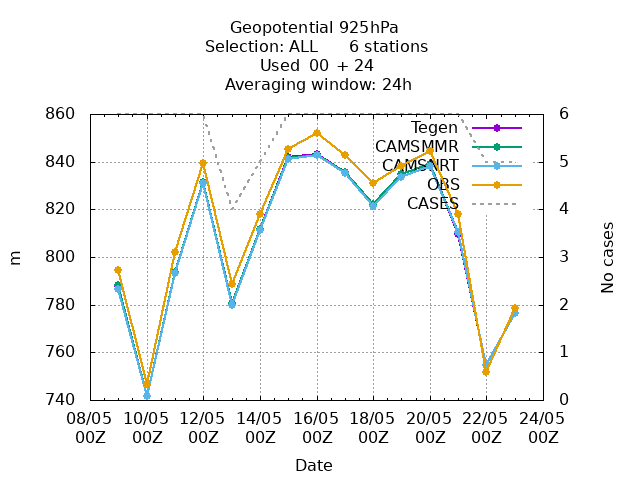 Geopotential 925hPa
Selection: ALL 6 stations
Used 00 + 24
Averaging window: 24h
860 6
Tegen
CAMSMMR
840 CAMSNRT 5
OBS
820 CASES 4
800 3
m
No cases
780 2
760 1
740 0
08/05 10/05 12/05 14/05 16/05 18/05 20/05 22/05 24/05
00Z 00Z 00Z 00Z 00Z 00Z 00Z 00Z 00Z
Date